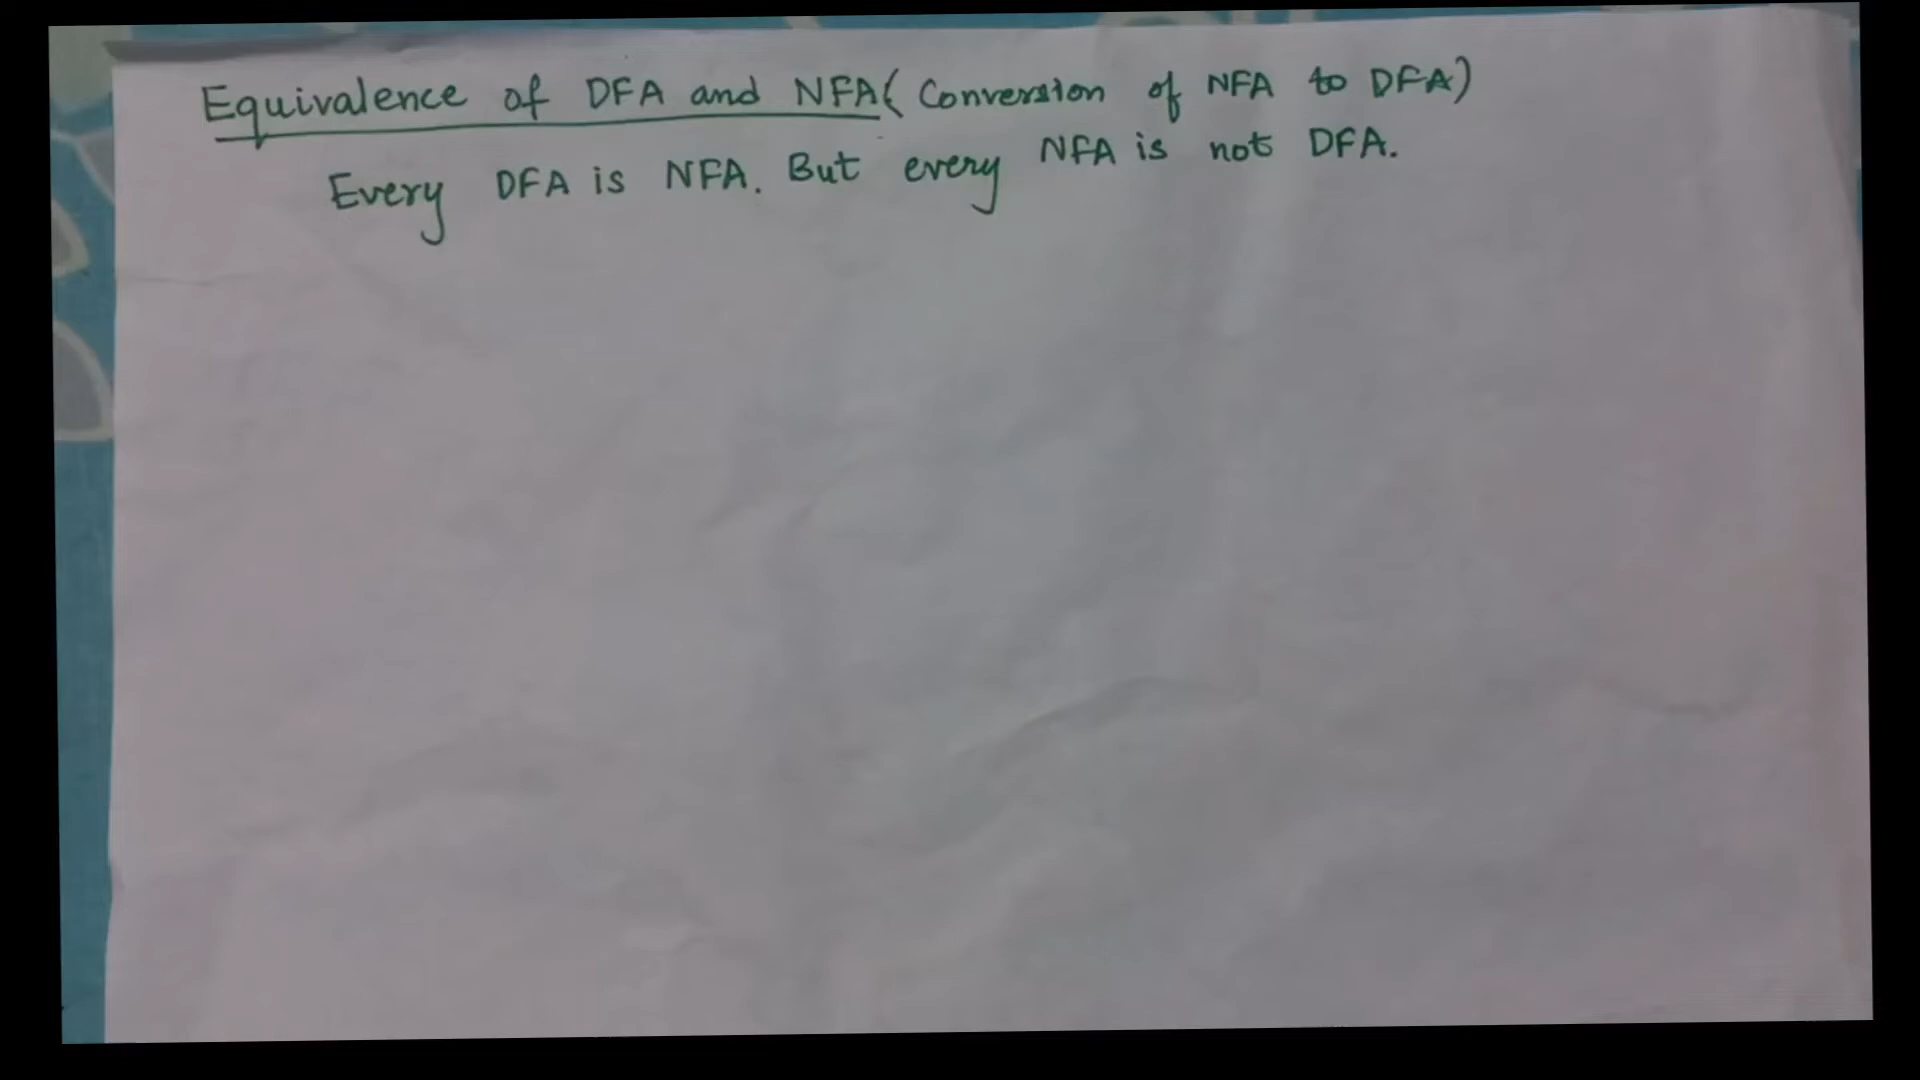 Equivalence of DFA and NFA( Conversion of NFA to DFA)
Every DFA is NFA. But every NFA is not DFA.